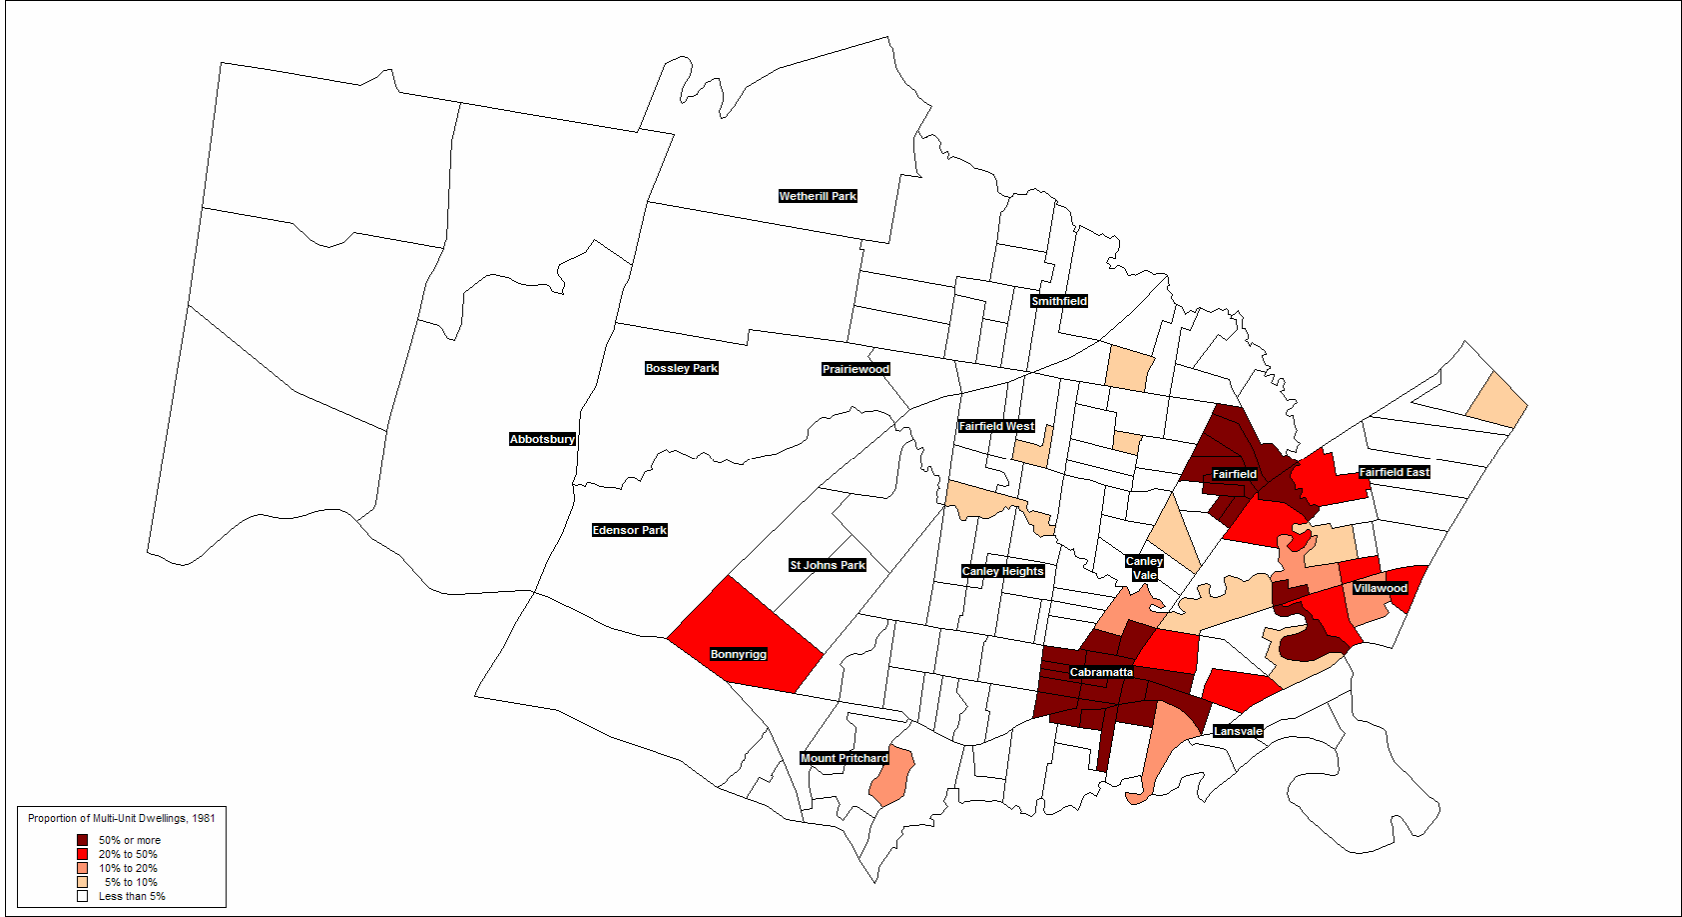 Wetherill Park
Smithfield
Bossley Park
Prairiewood
Fairfield West
Abbotsbury
Fairfield
Fairfield East
Edensor Park
St Johns Park
Canley Heights
Canley
Vale
Villawood
Bonnyrigg
Cabramatta
Lansvale
Mount Pritchard
Proportion of Multi-Unit Dwellings, 1981
50% or more
20% to 50%
10% to 20%
5% to 10%
Less than 5%